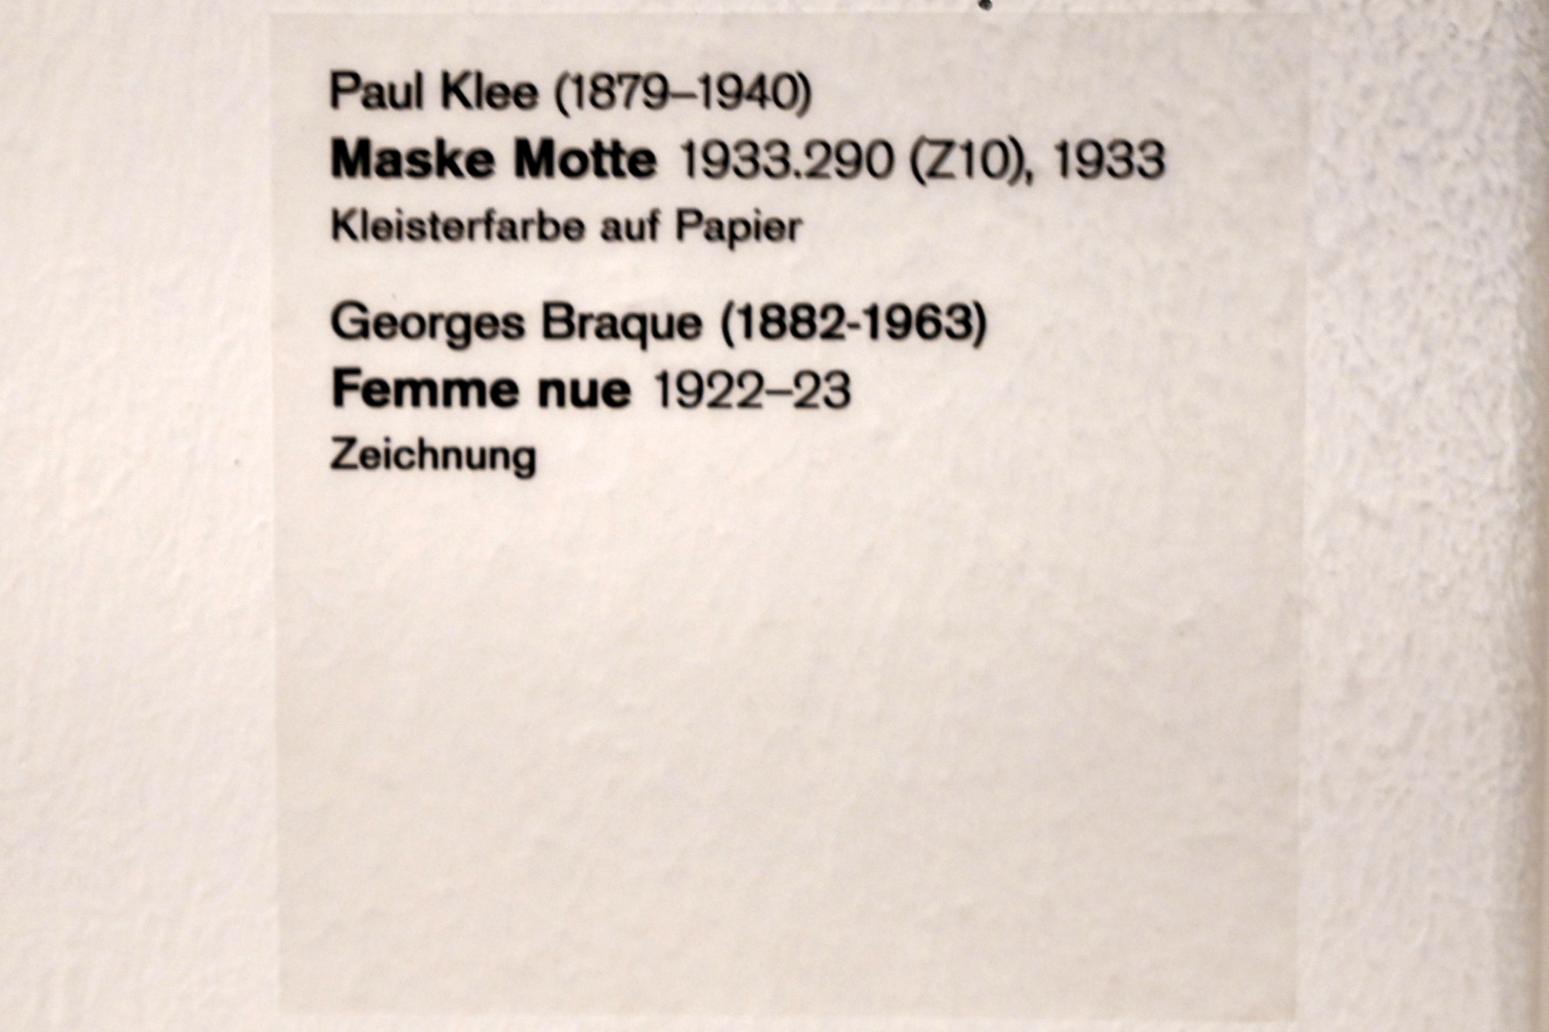 Paul Klee (1879–1940)
Maske Motte 1933.290 (Z10), 1933
Kleisterfarbe auf Papier
Georges Braque (1882-1963)
Femme nue 1922–23
Zeichnung